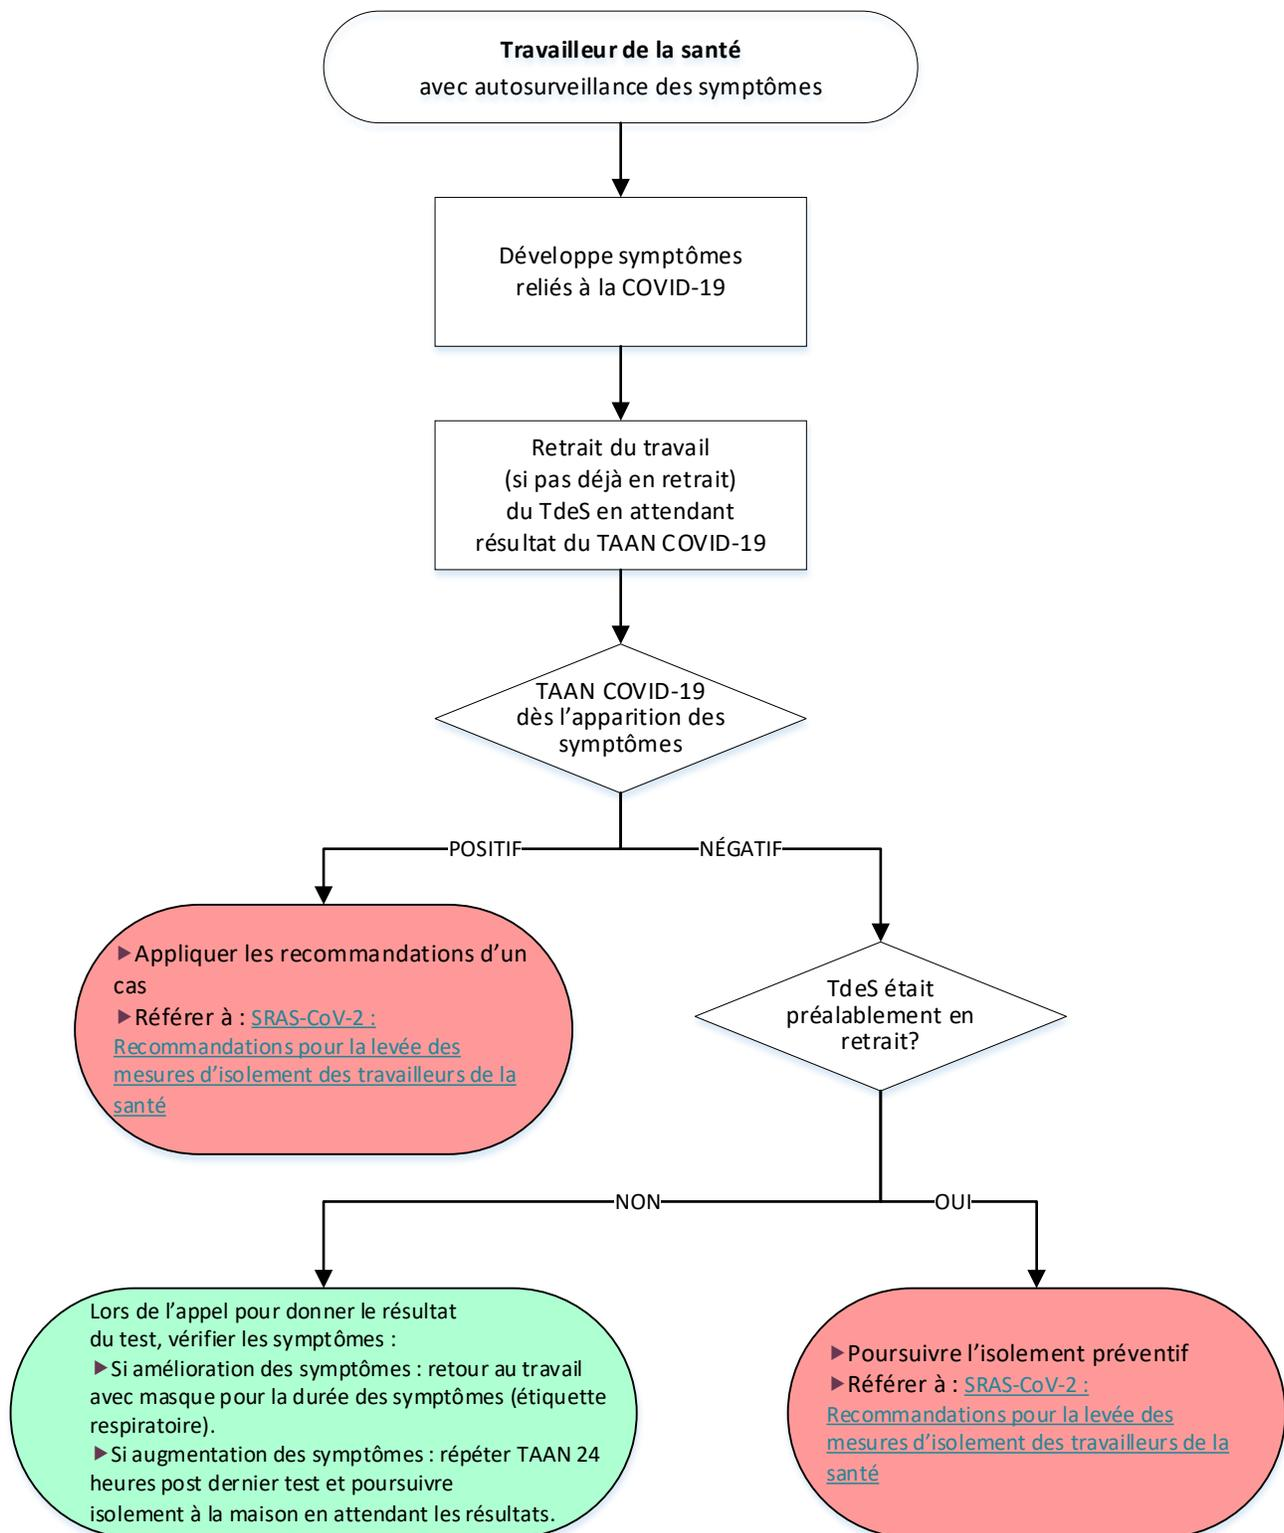 Travailleur de la santé
avec autosurveillance des symptômes
Développe symptômes
reliés à la COVID-19
Retrait du travail
(si pas déjà en retrait)
du TdeS en attendant
résultat du TAAN COVID-19
TAAN COVID-19
dès l’apparition des
symptômes
POSITIF
NÉGATIF
▶Appliquer les recommandations d’un
cas
▶Référer à : SRAS-CoV-2 :
Recommandations pour la levée des
mesures d’isolement des travailleurs de la
santé
TdeS était
préalablement en
retrait?
NON
OUI
Lors de l’appel pour donner le résultat
du test, vérifier les symptômes :
▶Si amélioration des symptômes : retour au travail
avec masque pour la durée des symptômes (étiquette
respiratoire).
▶Si augmentation des symptômes : répéter TAAN 24
heures post dernier test et poursuivre
isolement à la maison en attendant les résultats.
▶Poursuivre l’isolement préventif
▶Référer à : SRAS-CoV-2 :
Recommandations pour la levée des
mesures d’isolement des travailleurs de la
santé